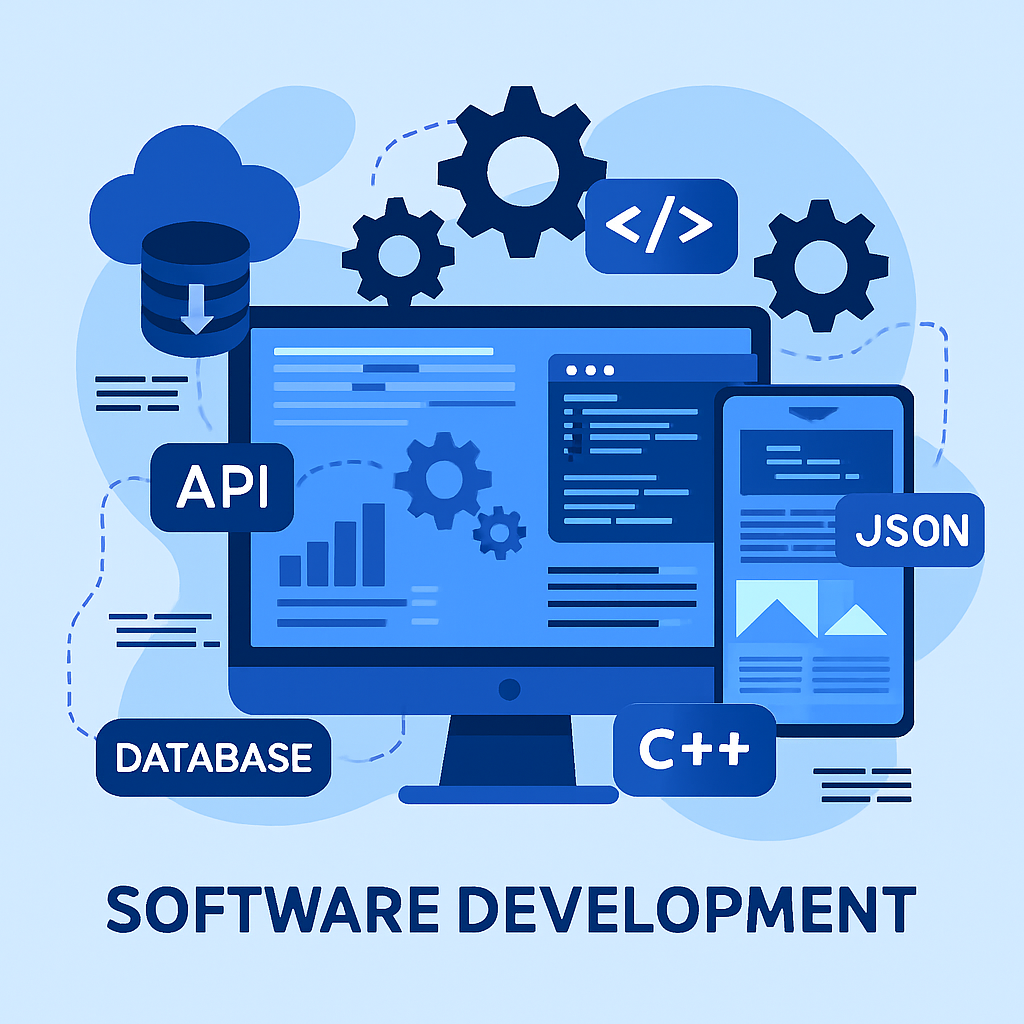 </>
API
JSON
DATABASE
C++
SOFTWARE DEVELOPMENT